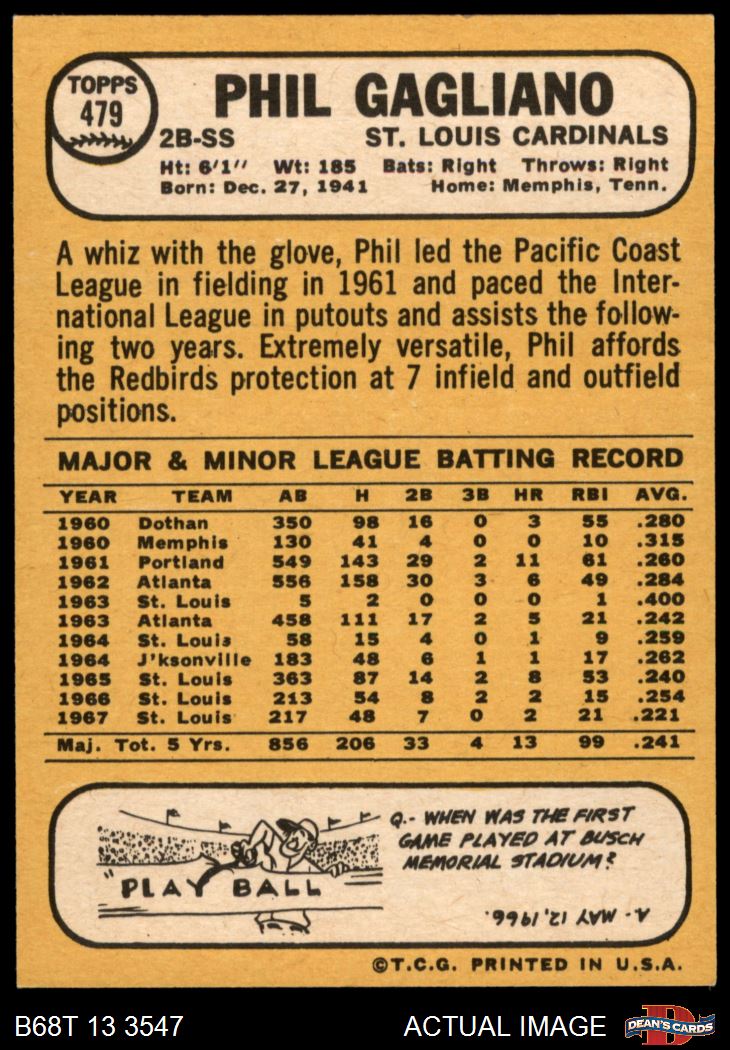 TOPPS
479
PHIL GAGLIANO
2B-SS ST. LOUIS CARDINALS
Ht: 6'1'' Wt: 185 Bats: Right Throws: Right
Born: Dec. 27, 1941 Home: Memphis, Tenn.
A whiz with the glove, Phil led the Pacific Coast
League in fielding in 1961 and paced the Inter-
national League in putouts and assists the follow-
ing two years. Extremely versatile, Phil affords
the Redbirds protection at 7 infield and outfield
positions.
MAJOR & MINOR LEAGUE BATTING RECORD
YEAR TEAM AB H 2B 3B HR RBI AVG.
1960 Dothan 350 98 16 0 3 55 .280
1960 Memphis 130 41 4 0 0 10 .315
1961 Portland 549 143 29 2 11 61 .260
1962 Atlanta 556 158 30 3 6 49 .284
1963 St. Louis 5 2 0 0 0 1 .400
1963 Atlanta 458 111 17 2 5 21 .242
1964 St. Louis 58 15 4 0 1 9 .259
1964 J'ksonville 183 48 6 1 1 17 .262
1965 St. Louis 363 87 14 2 8 53 .240
1966 St. Louis 213 54 8 2 2 15 .254
1967 St. Louis 217 48 7 0 2 21 .221
Maj. Tot. 5 Yrs. 856 206 33 4 13 99 .241
"PLAY BALL
Q.- WHEN WAS THE FIRST
GAME PLAYED AT BUSCH
MEMORIAL STADIUM?
A - MAY 12, 1966.
©T.C.G. PRINTED IN U.S.A.
B68T 13 3547 ACTUAL IMAGE
D
DEAN'S CARDS